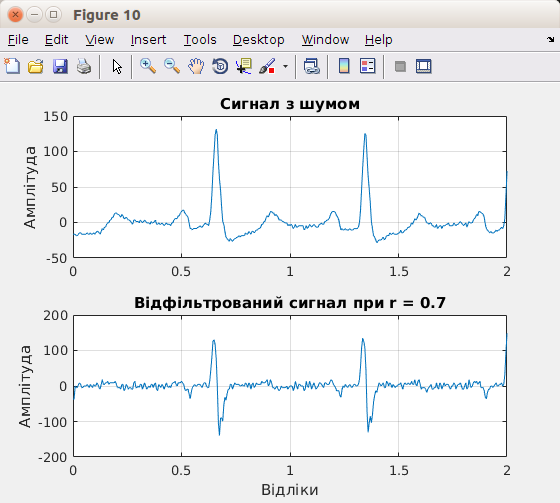 Figure 10
File Edit View Insert Tools Desktop Window Help
Сигнал з шумом
150
100
50
0
-50
Амплітуда
0 0.5 1 1.5 2
Відфільтрований сигнал при r = 0.7
200
100
0
-100
-200
Амплітуда
0 0.5 1 1.5 2
Відліки